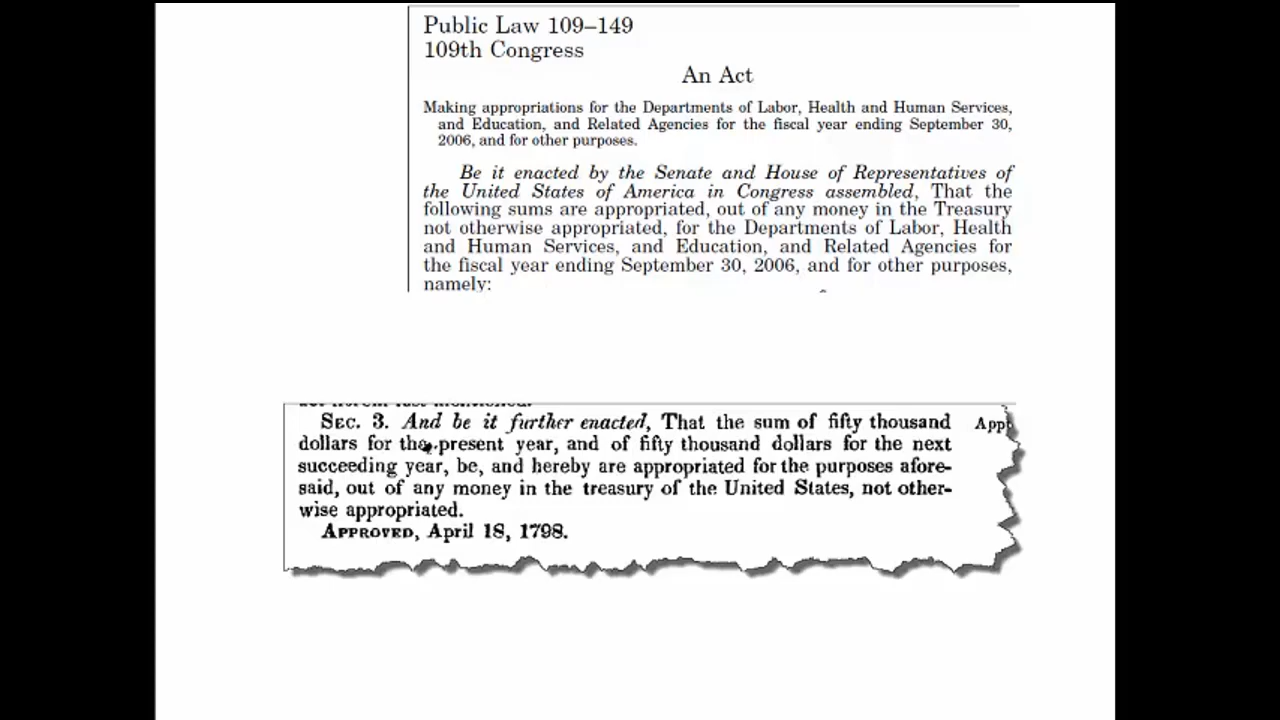 Public Law 109–149
109th Congress
An Act
Making appropriations for the Departments of Labor, Health and Human Services,
and Education, and Related Agencies for the fiscal year ending September 30,
2006, and for other purposes.
Be it enacted by the Senate and House of Representatives of
the United States of America in Congress assembled, That the
following sums are appropriated, out of any money in the Treasury
not otherwise appropriated, for the Departments of Labor, Health
and Human Services, and Education, and Related Agencies for
the fiscal year ending September 30, 2006, and for other purposes,
namely:
SEC. 3. And be it further enacted, That the sum of fifty thousand
dollars for the present year, and of fifty thousand dollars for the next
succeeding year, be, and hereby are appropriated for the purposes afore-
said, out of any money in the treasury of the United States, not other-
wise appropriated.
APPROVED, April 18, 1798.